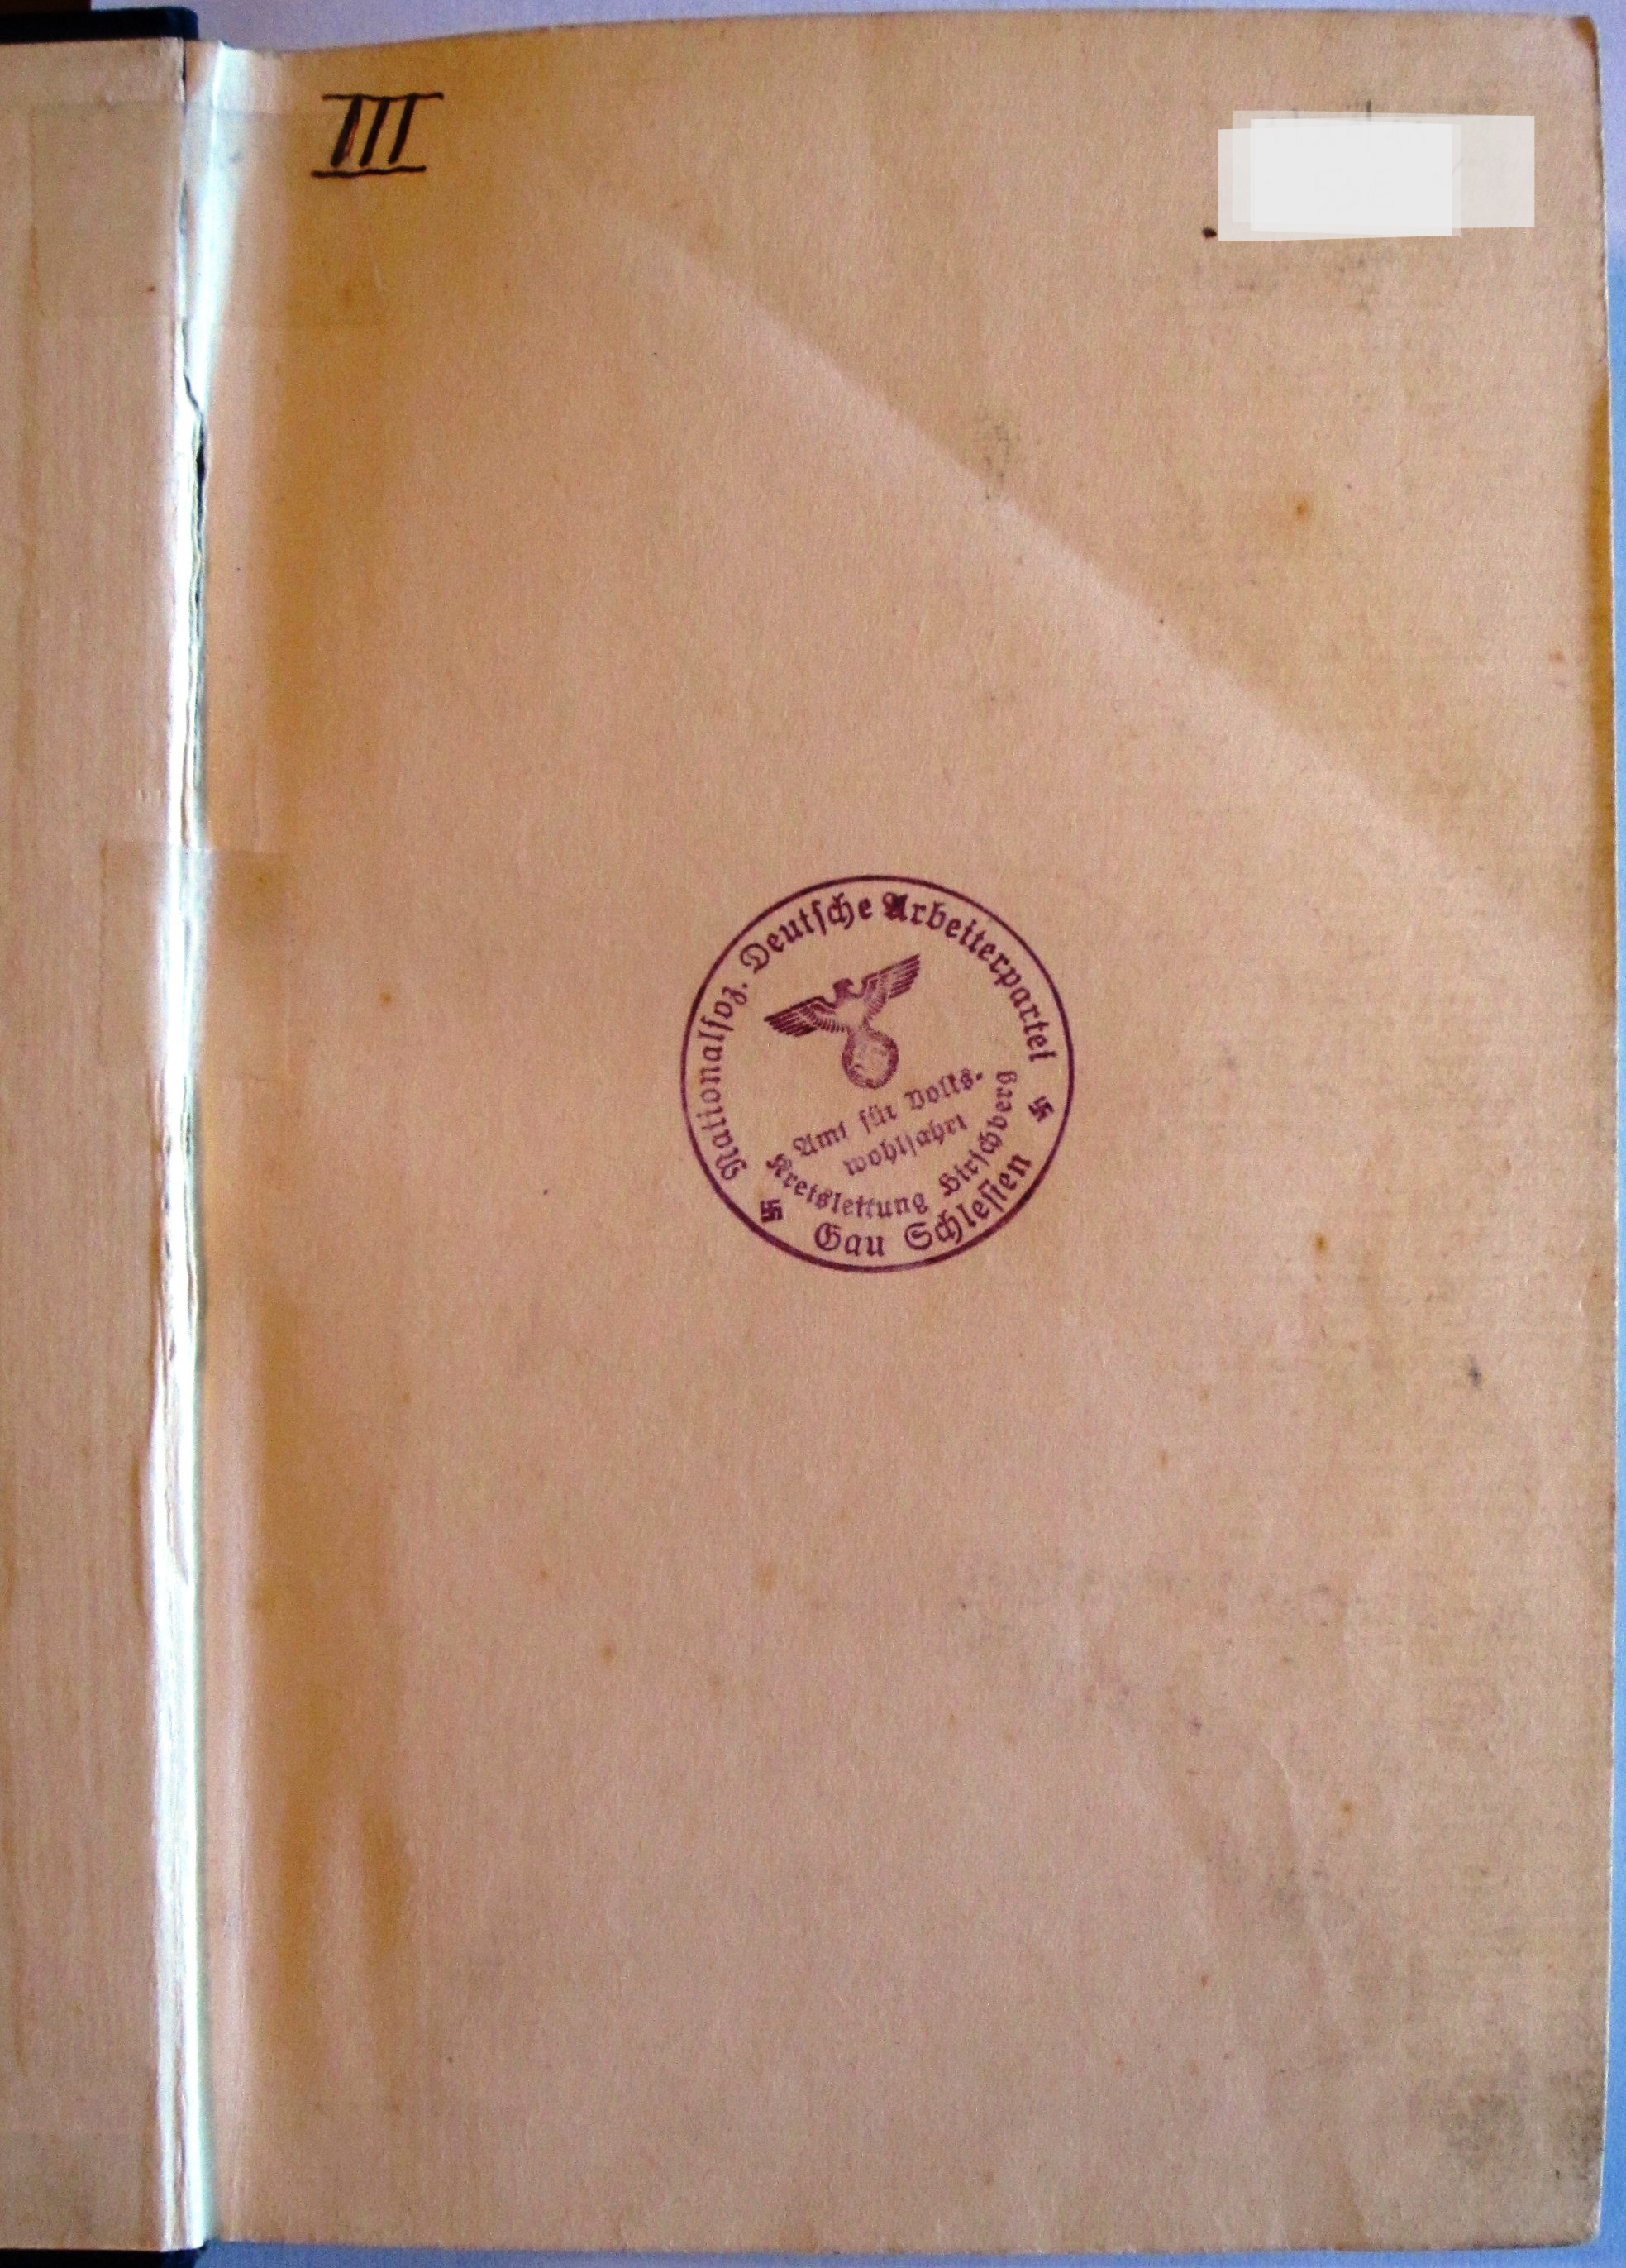 III
Nationalsoz. Deutsche Arbeiterpartei
Amt für Volks-
wohlfahrt
Kreisleitung Hirschberg
Gau Schlesien